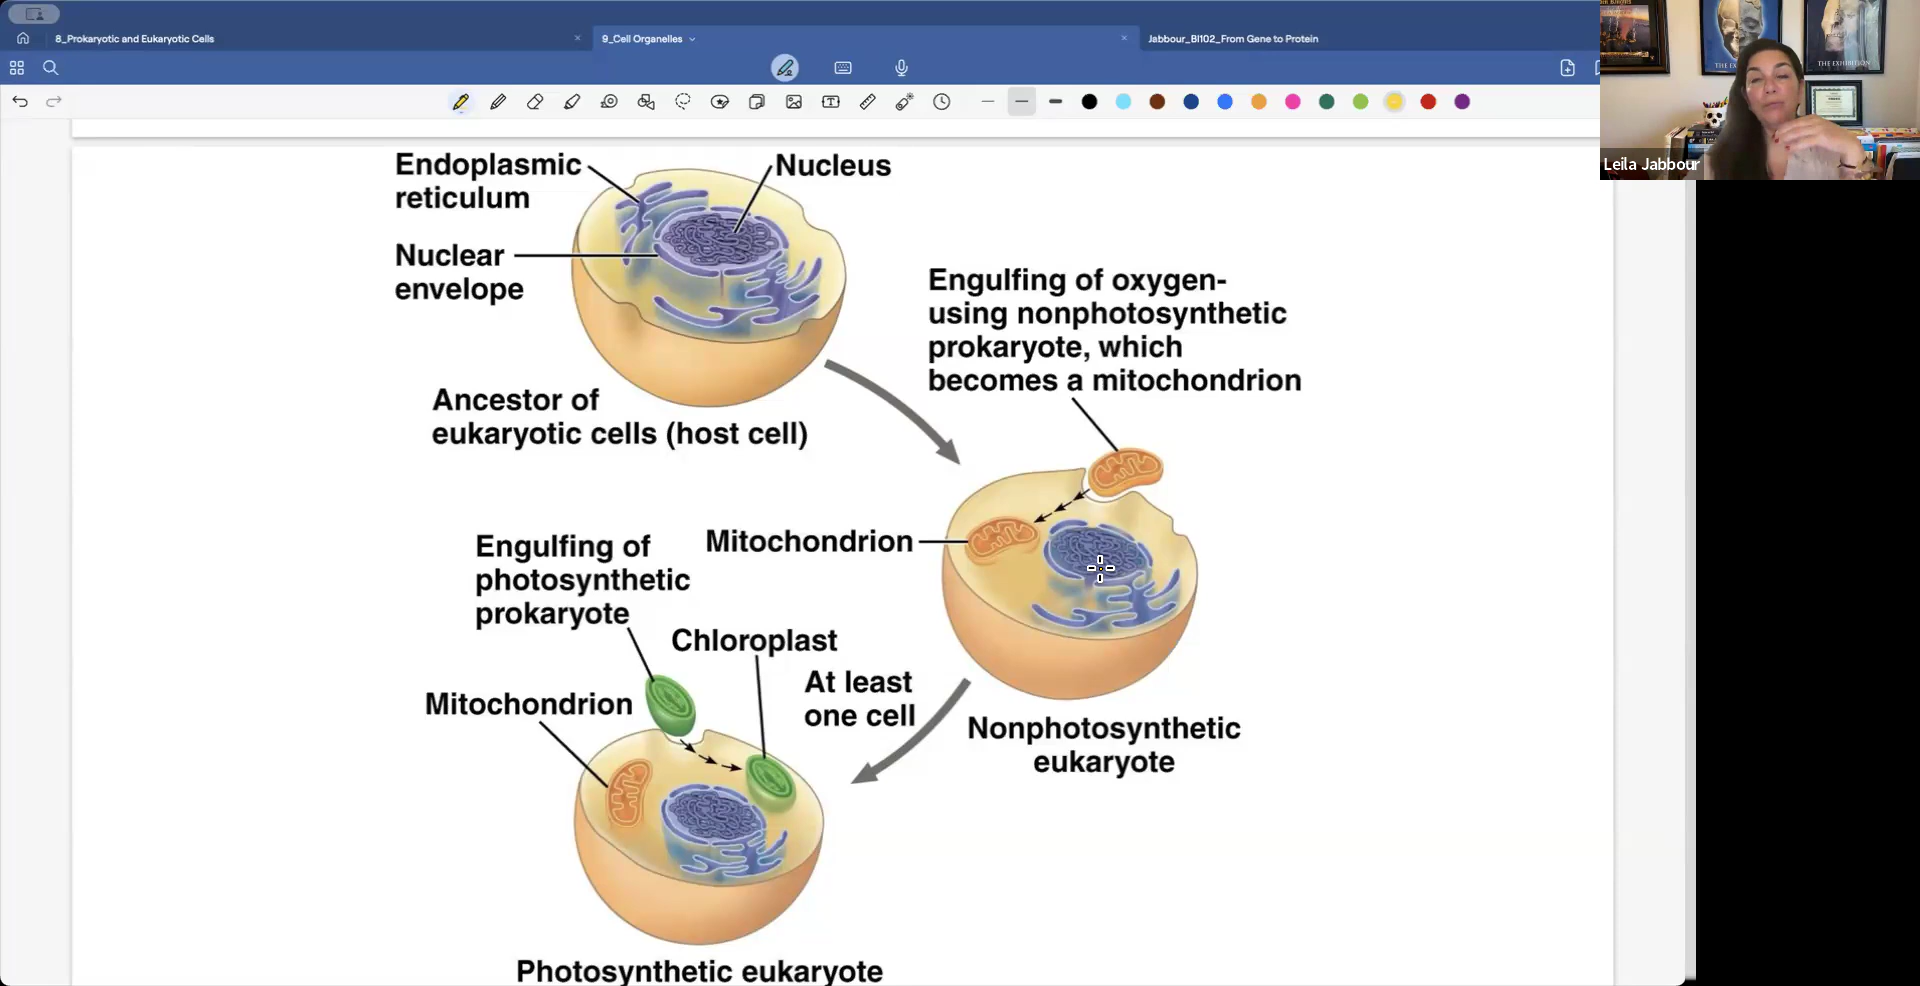 8_Prokaryotic and Eukaryotic Cells
9_Cell Organelles
Jabbour_BI102_From Gene to Protein
Leila Jabbour
THE EXHIBITION
Endoplasmic
reticulum
Nucleus
Nuclear
envelope
Engulfing of oxygen-
using nonphotosynthetic
prokaryote, which
becomes a mitochondrion
Ancestor of
eukaryotic cells (host cell)
Mitochondrion
Engulfing of
photosynthetic
prokaryote
Chloroplast
At least
one cell
Mitochondrion
Nonphotosynthetic
eukaryote
Photosynthetic eukaryote